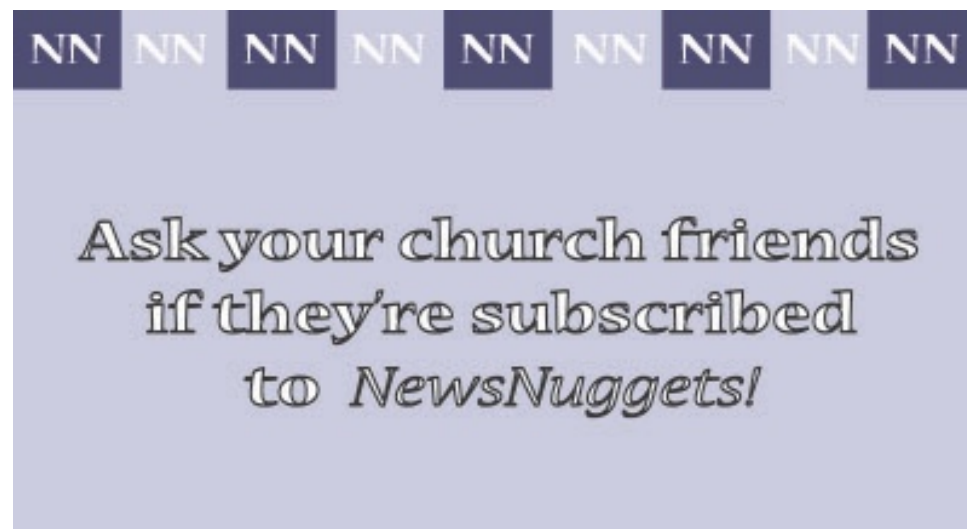 NN NN NN NN NN NN NN NN NN
Ask your church friends
if they're subscribed
to NewsNuggets!